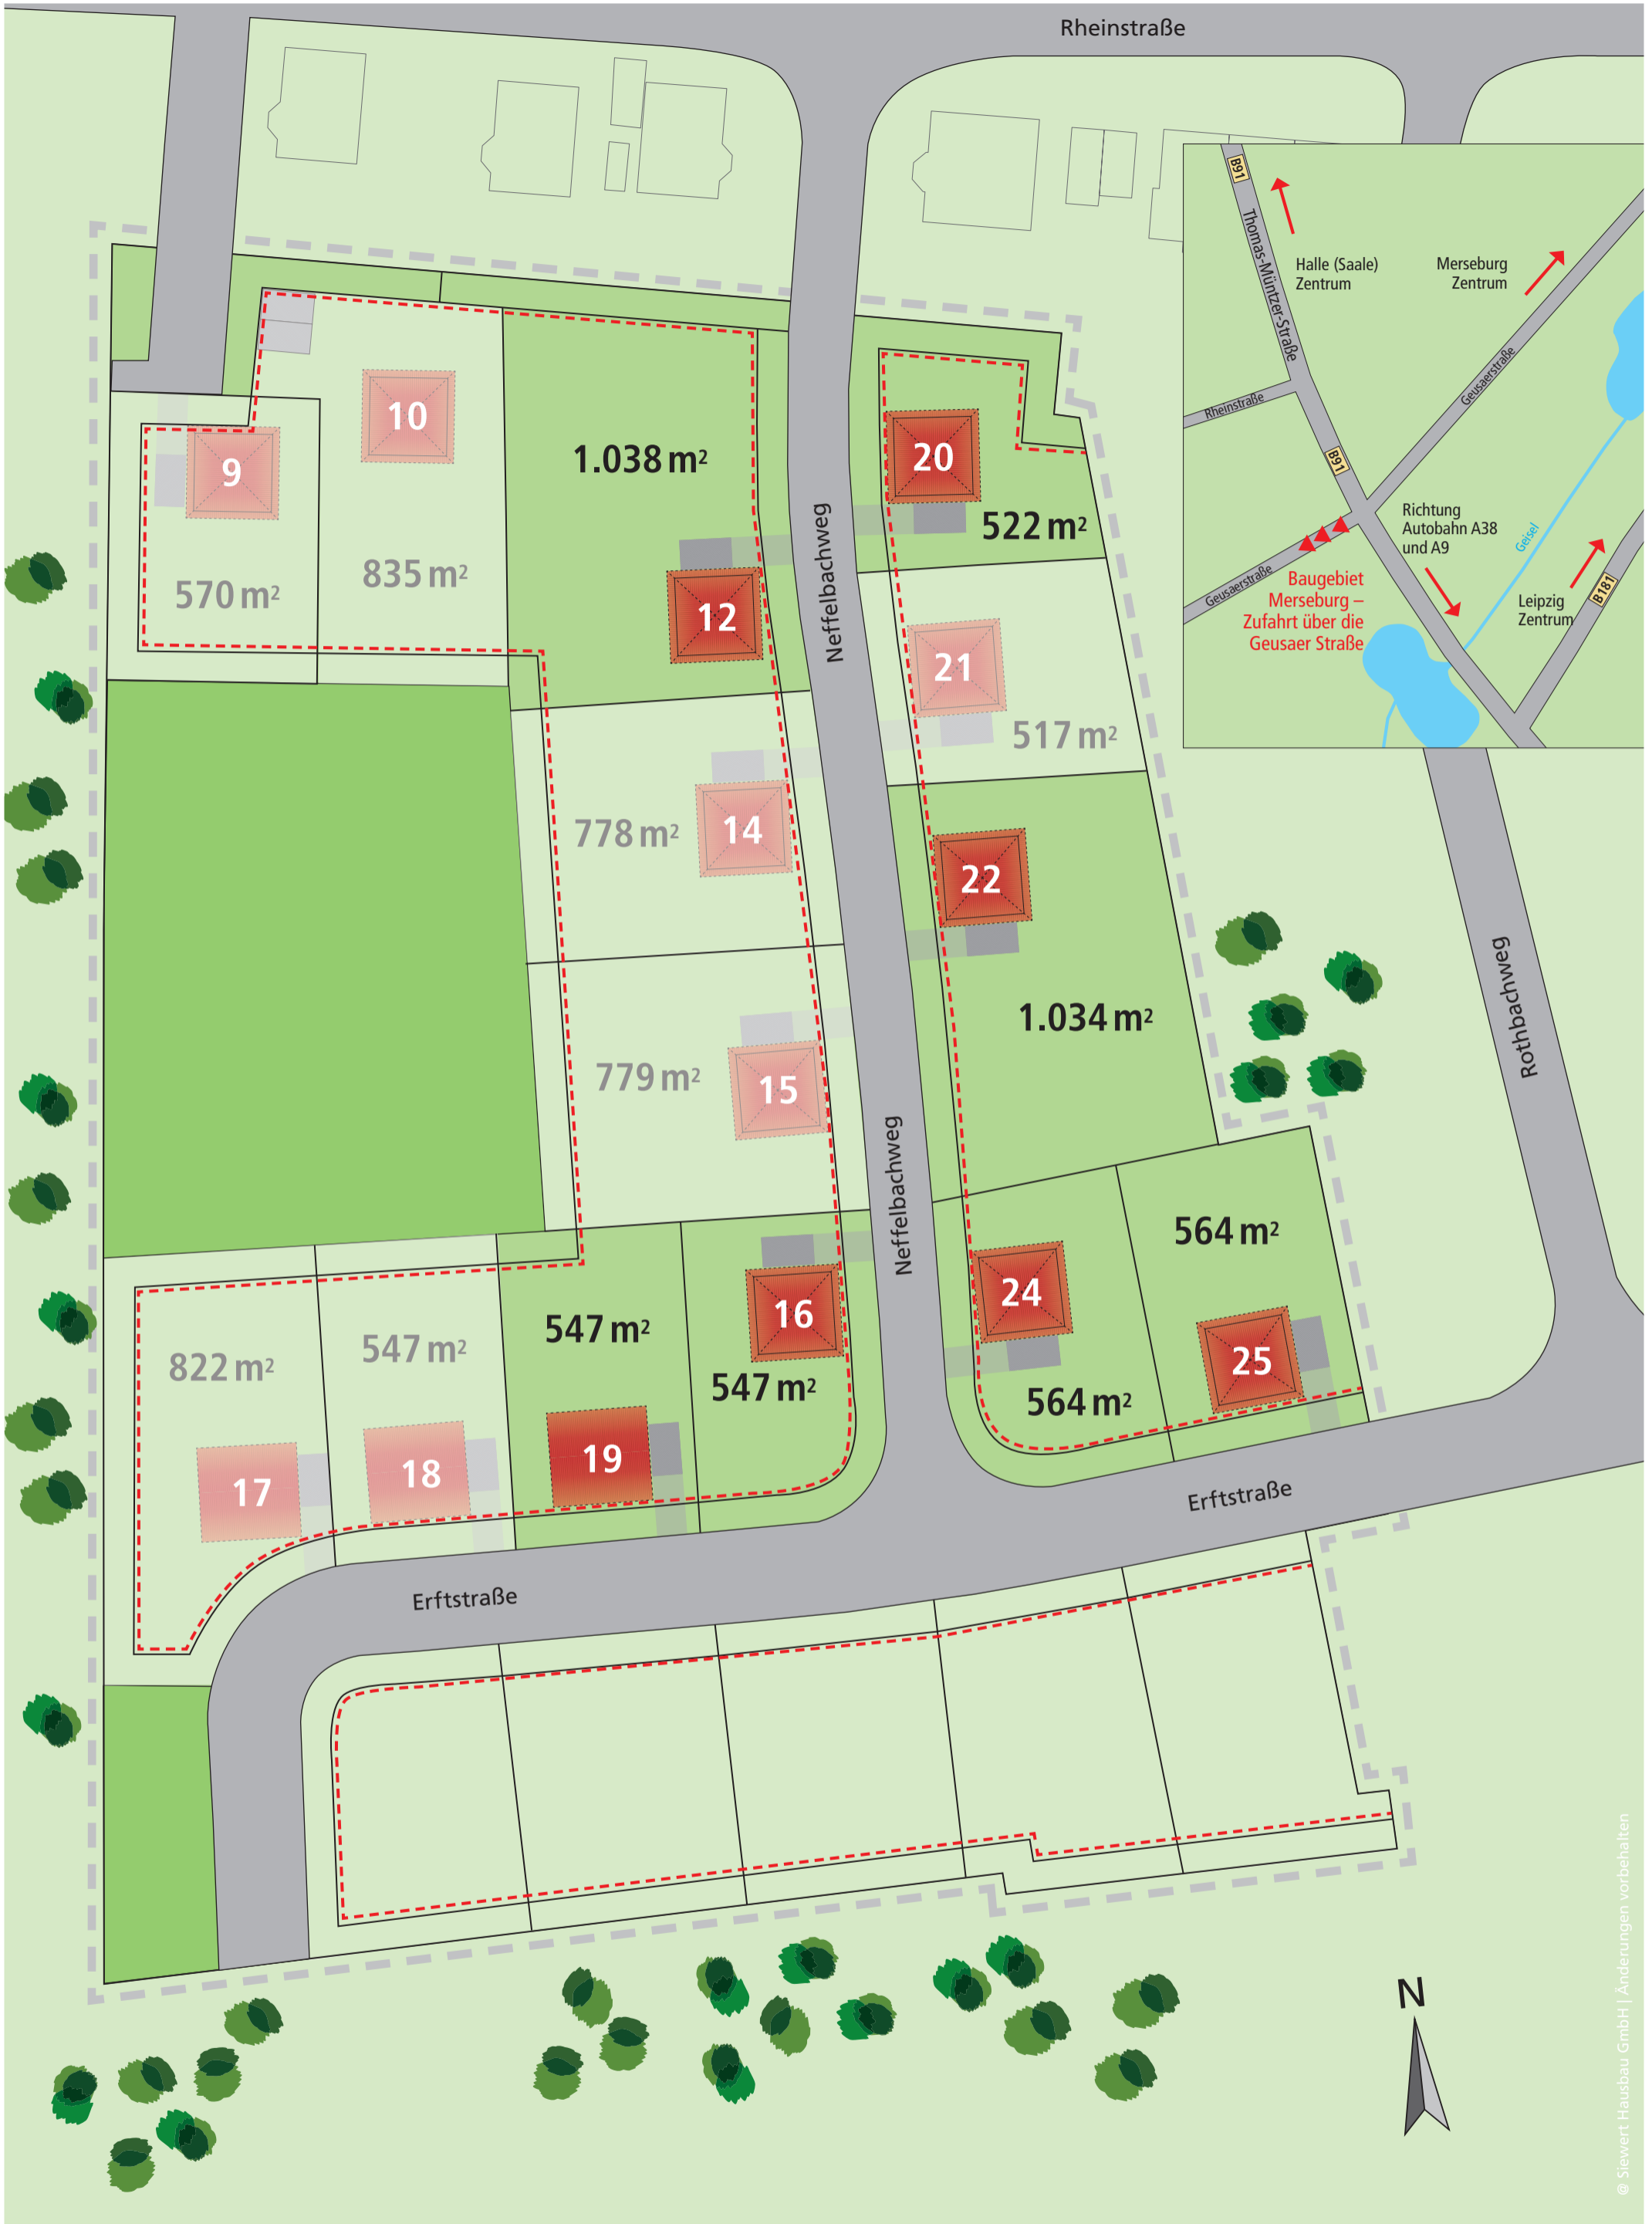 Rheinstraße
B91
Thomas-Müntzer-Straße
Halle (Saale)
Zentrum
Merseburg
Zentrum
Rheinstraße
Geusaerstraße
B91
Richtung
Autobahn A38
und A9
Geisel
Geusaerstraße
Baugebiet
Merseburg –
Zufahrt über die
Geusaer Straße
Leipzig
Zentrum
B181
10
9
1.038 m²
20
522 m²
570 m²
835 m²
12
Neffelbachweg
21
517 m²
778 m²
14
22
1.034 m²
779 m²
15
Rothbachweg
Neffelbachweg
564 m²
24
16
547 m²
547 m²
822 m²
547 m²
25
564 m²
19
18
17
Erftstraße
Erftstraße
N
© Siewert Hausbau GmbH | Änderungen vorbehalten